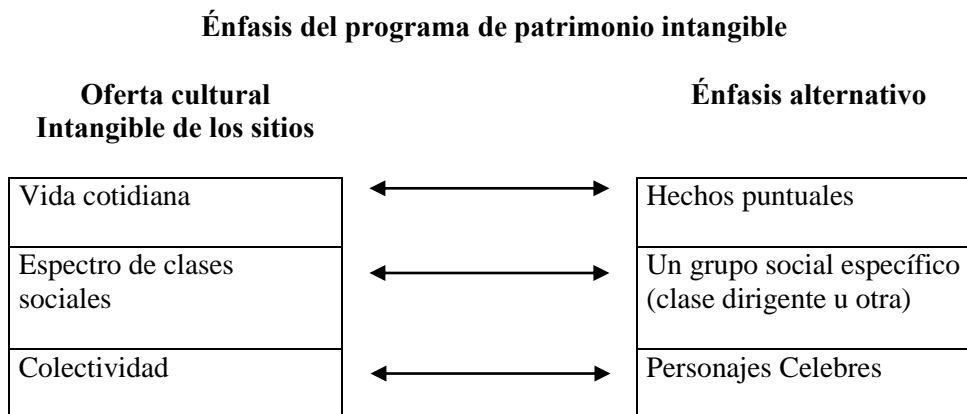 Énfasis del programa de patrimonio intangible
Oferta cultural
Intangible de los sitios
Énfasis alternativo
Vida cotidiana
Hechos puntuales
Espectro de clases
sociales
Un grupo social específico
(clase dirigente u otra)
Colectividad
Personajes Celebres